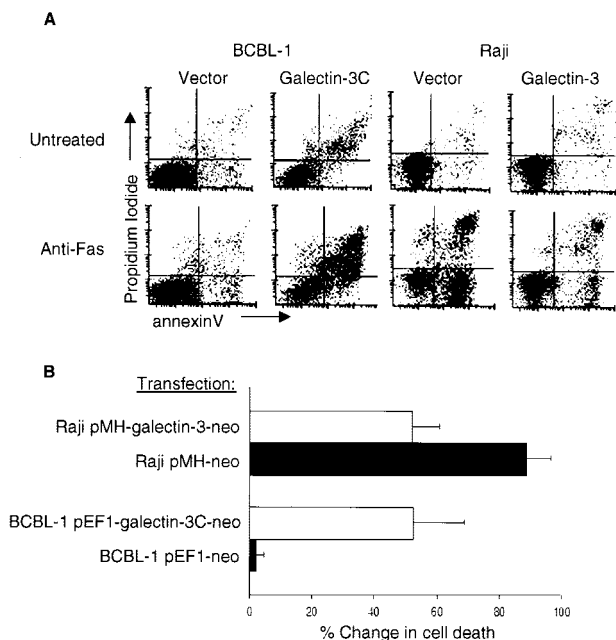 A
BCBL-1 Raji
Vector Galectin-3C Vector Galectin-3
Untreated
Anti-Fas
Propidium Iodide
annexinV
B
Transfection:
Raji pMH-galectin-3-neo
Raji pMH-neo
BCBL-1 pEF1-galectin-3C-neo
BCBL-1 pEF1-neo
0 20 40 60 80 100
% Change in cell death